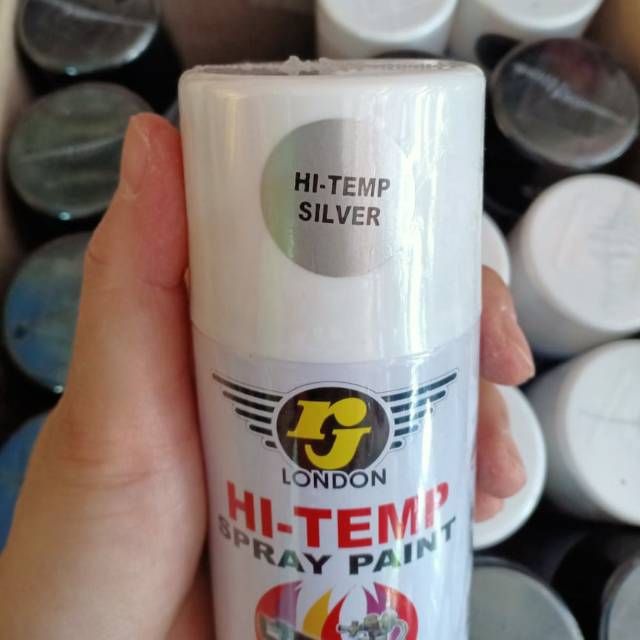 HI-TEMP
SILVER
rj
LONDON
HI-TEMP
SPRAY PAINT